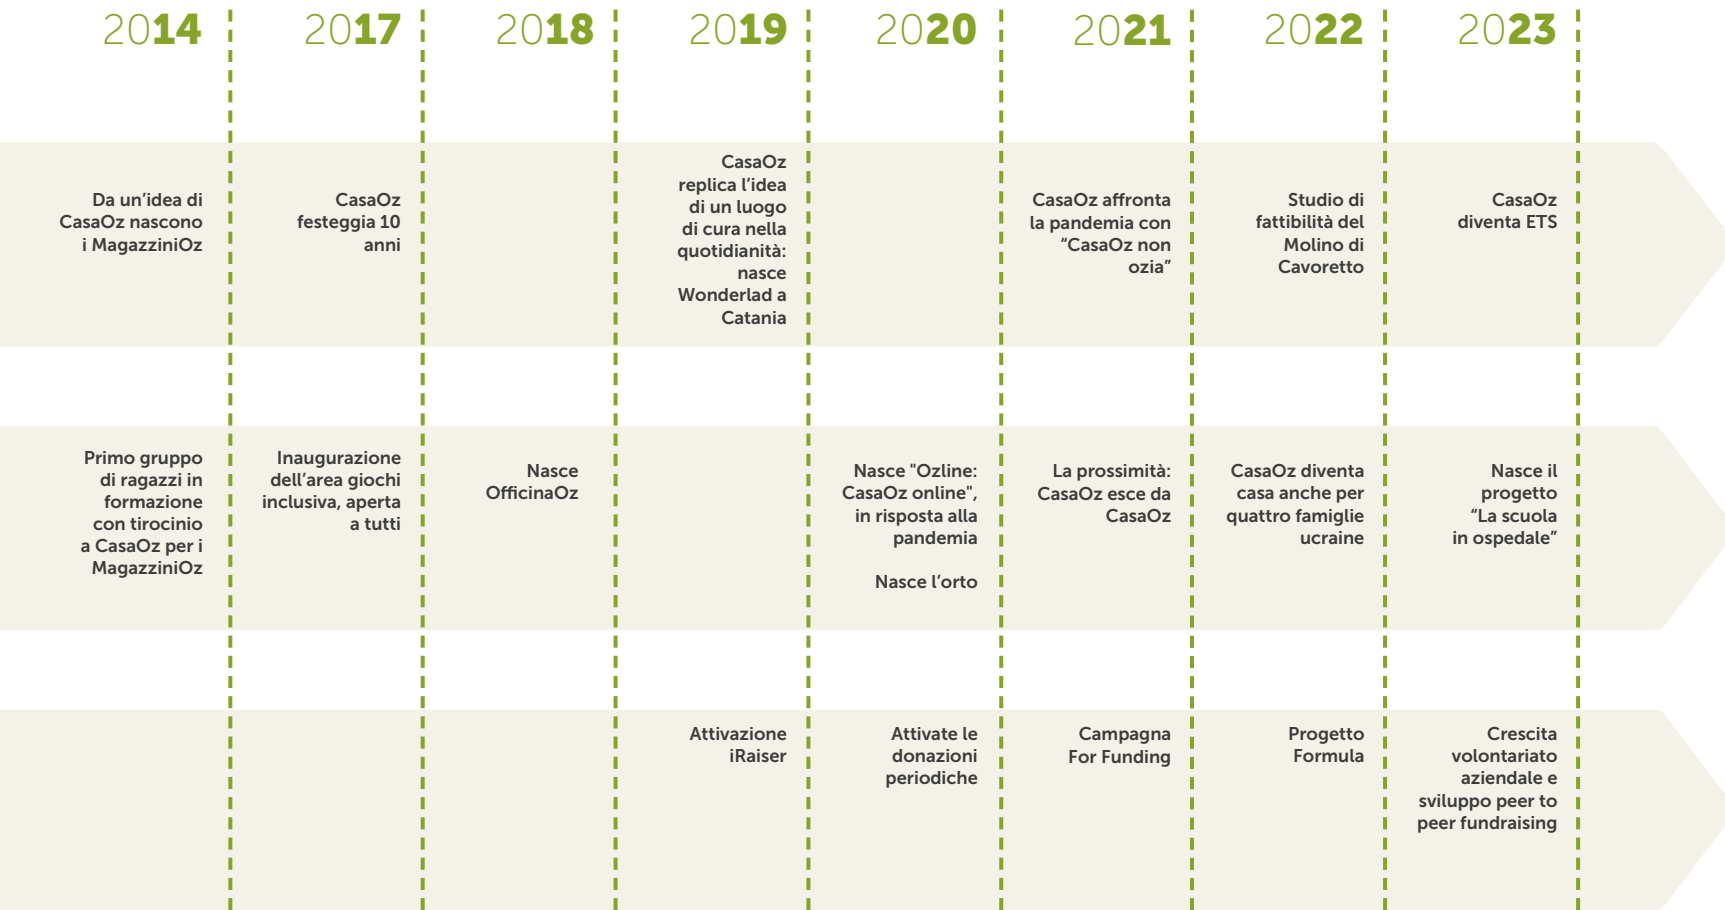 2014
2017
2018
2019
2020
2021
2022
2023
Da un’idea di
CasaOz nascono
i MagazziniOz
CasaOz
festeggia 10
anni
CasaOz
replica l’idea
di un luogo
di cura nella
quotidianità:
nasce
Wonderlad a
Catania
CasaOz affronta
la pandemia con
“CasaOz non
ozia”
Studio di
fattibilità del
Molino di
Cavoretto
CasaOz
diventa ETS
Primo gruppo
di ragazzi in
formazione
con tirocinio
a CasaOz per i
MagazziniOz
Inaugurazione
dell’area giochi
inclusiva, aperta
a tutti
Nasce
OfficinaOz
Nasce "Ozline:
CasaOz online",
in risposta alla
pandemia
Nasce l’orto
La prossimità:
CasaOz esce da
CasaOz
CasaOz diventa
casa anche per
quattro famiglie
ucraine
Nasce il
progetto
“La scuola
in ospedale”
Attivazione
iRaiser
Attivate le
donazioni
periodiche
Campagna
For Funding
Progetto
Formula
Crescita
volontariato
aziendale e
sviluppo peer to
peer fundraising